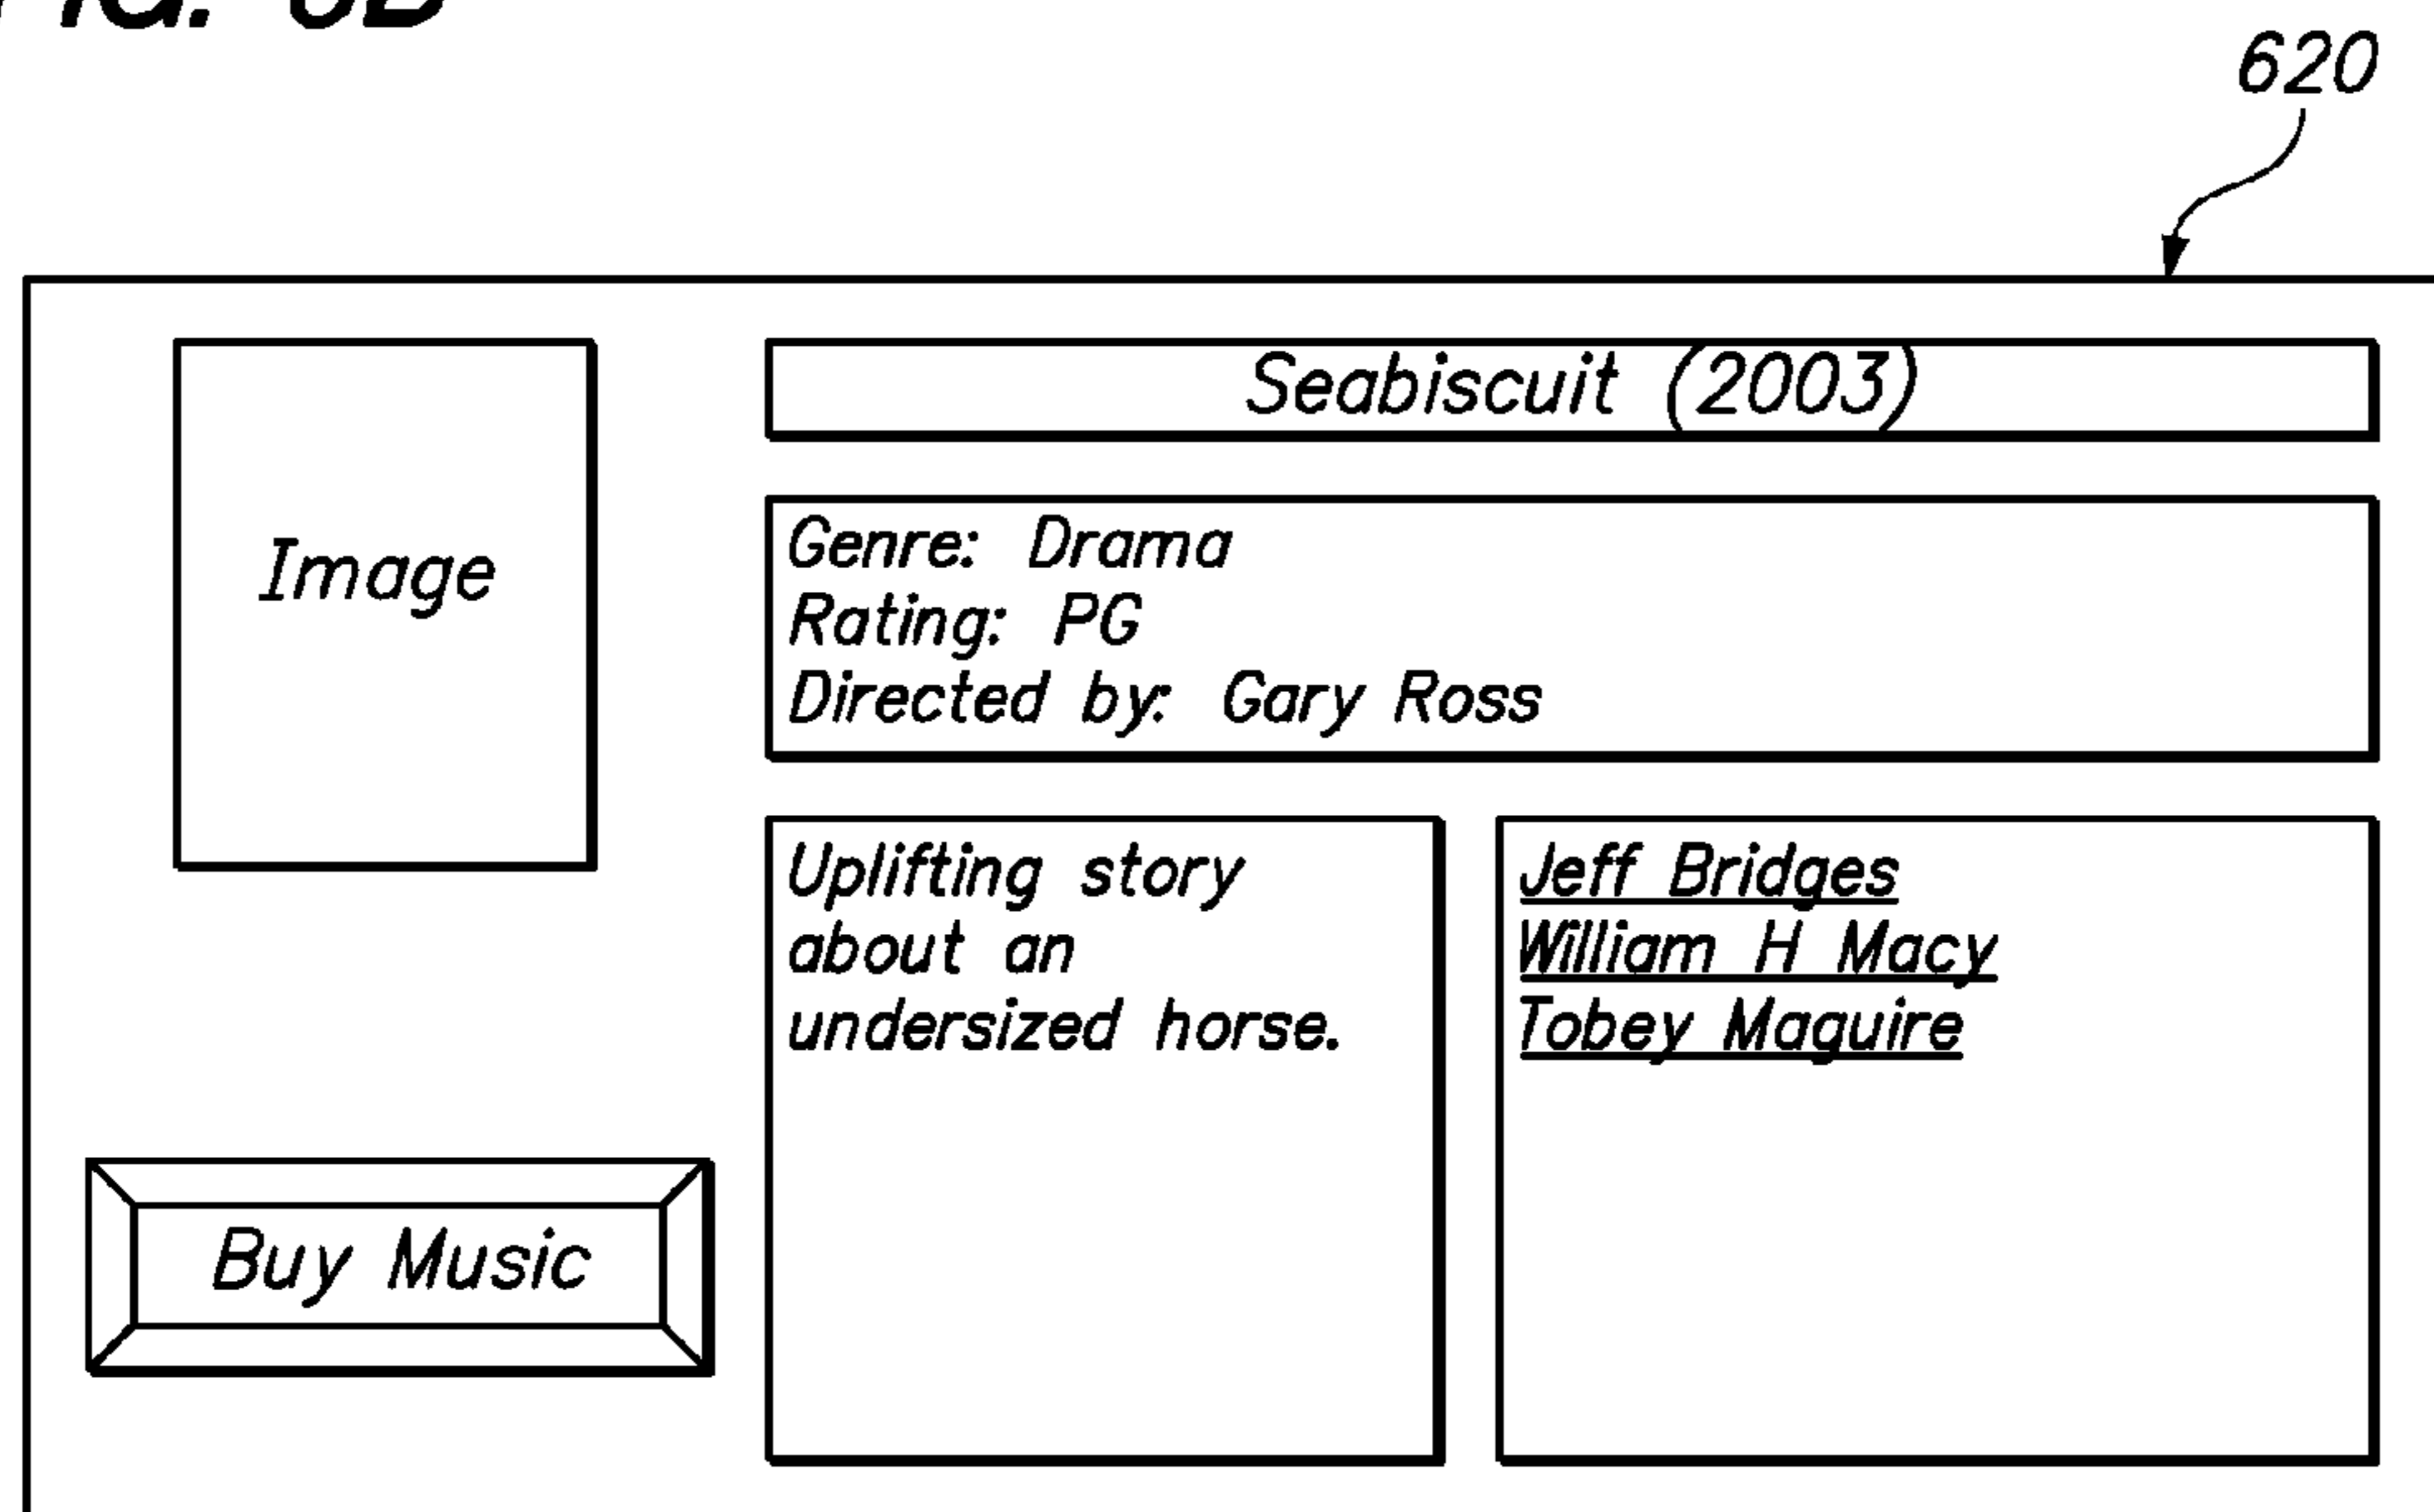 FIG.
620
Seabiscuit (2003)
Image
Genre: Drama
Rating: PG
Directed by: Gary Ross
Uplifting story
about an
undersized horse.
Jeff Bridges
William H Macy
Tobey Maguire
Buy Music